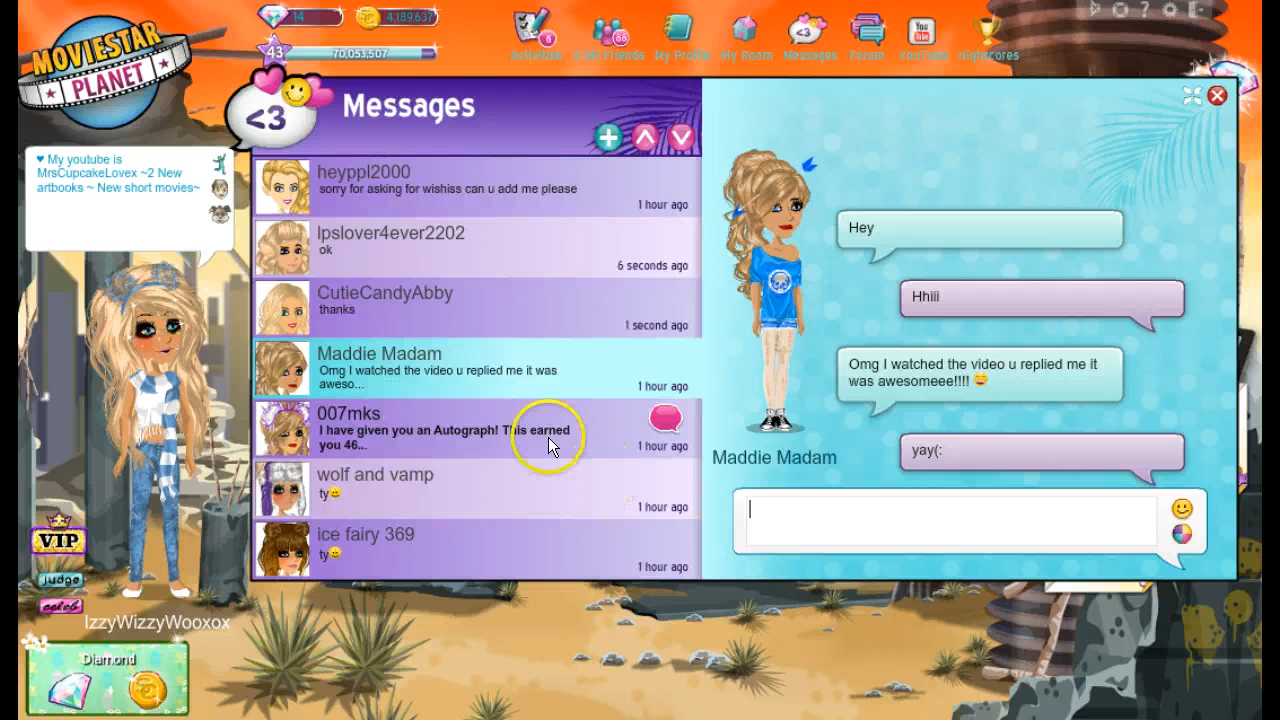 MOVIESTAR
PLANET
14
4,189,637
43
70,053,507
6
Activities
88
Friends
My Profile
My Room
<3
Messages
Forum
You
Tube
YouTube
Highscores
<3
Messages
♥ My youtube is
MrsCupcakeLovex ~2 New
artbooks ~ New short movies~
heyppl2000
sorry for asking for wishiss can u add me please
1 hour ago
lpslover4ever2202
ok
6 seconds ago
CutieCandyAbby
thanks
1 second ago
Maddie Madam
Omg I watched the video u replied me it was
aweso...
1 hour ago
007mks
I have given you an Autograph! This earned
you 46...
1 hour ago
wolf and vamp
ty😀
1 hour ago
ice fairy 369
ty😀
1 hour ago
Hey
Hhiii
Omg I watched the video u replied me it
was awesomeee!!!! 😄
yay(:
Maddie Madam
VIP
judge
celeb
IzzyWizzyWooxox
Diamond